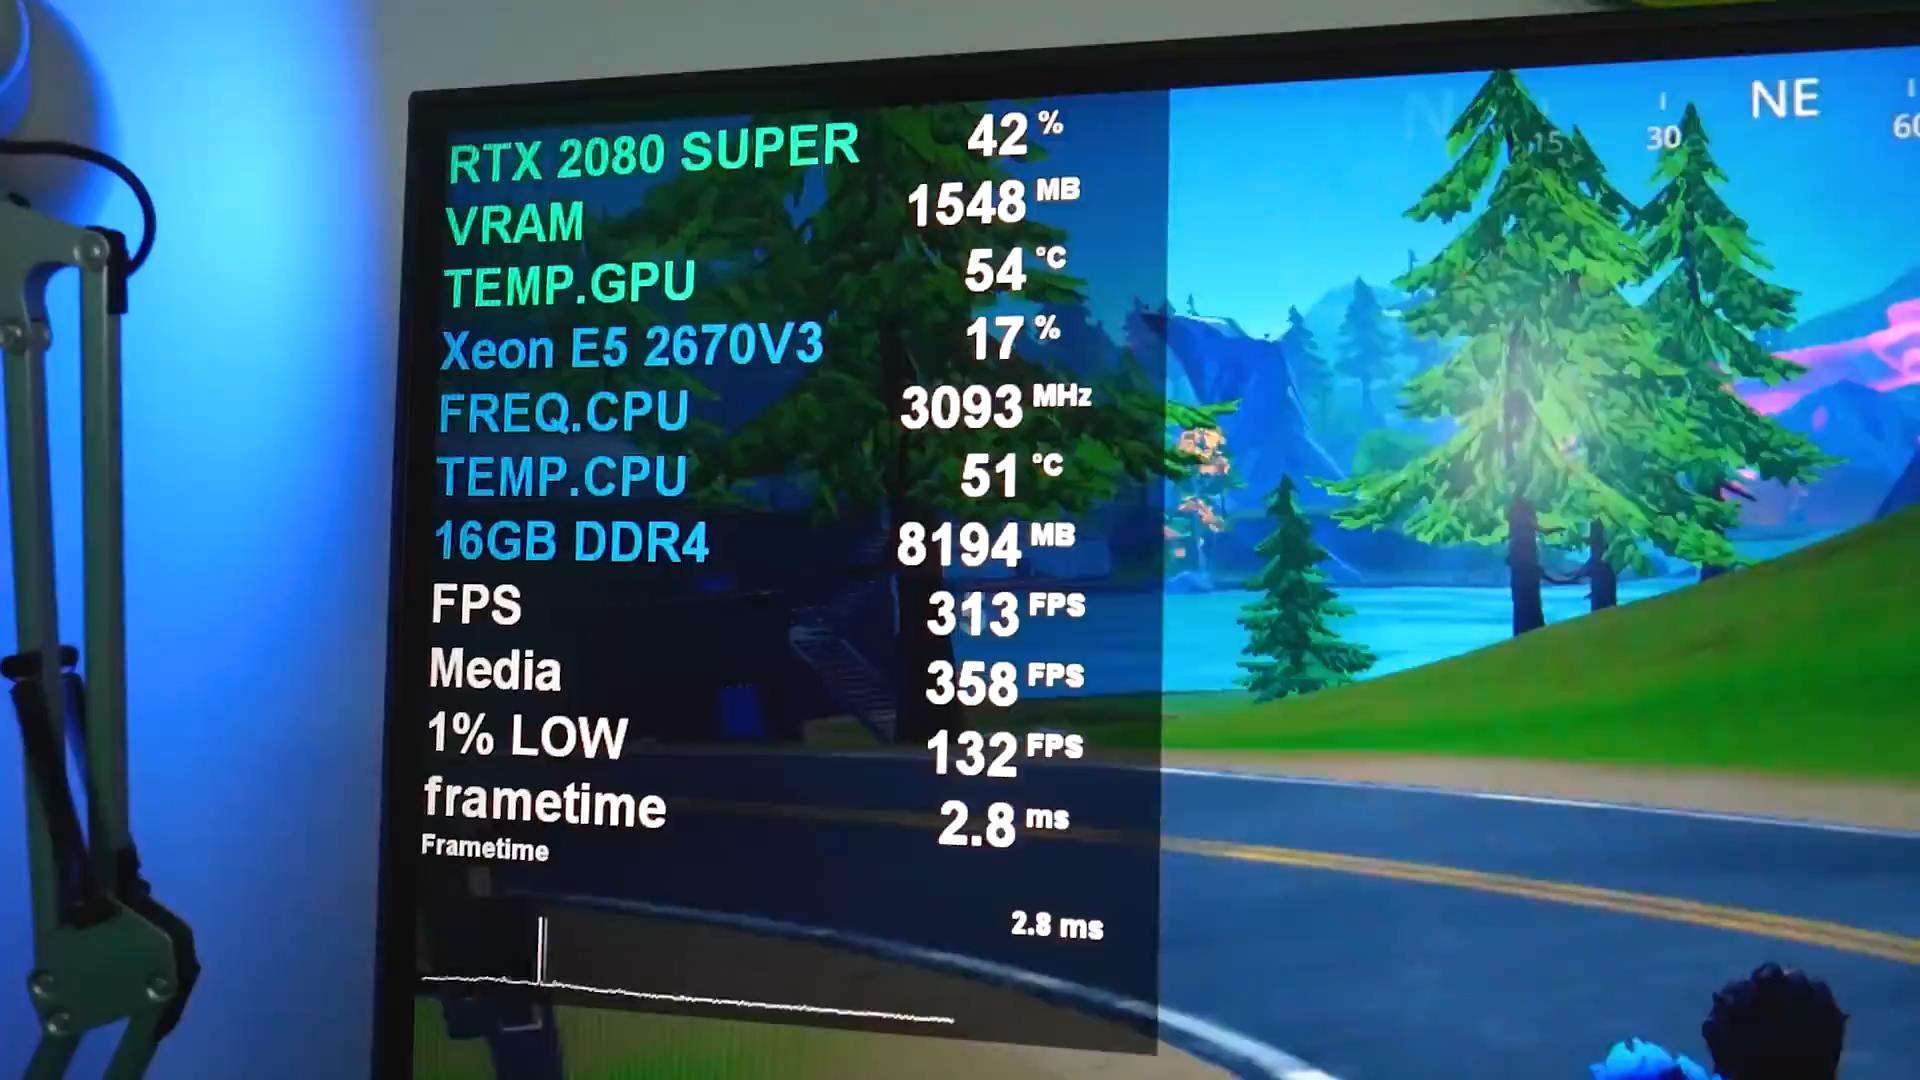 RTX 2080 SUPER 42 %
VRAM 1548 MB
TEMP.GPU 54 °C
Xeon E5 2670V3 17 %
FREQ.CPU 3093 MHz
TEMP.CPU 51 °C
16GB DDR4 8194 MB
FPS 313 FPS
Media 358 FPS
1% LOW 132 FPS
frametime 2.8 ms
Frametime
2.8 ms
N 15 30 NE 60